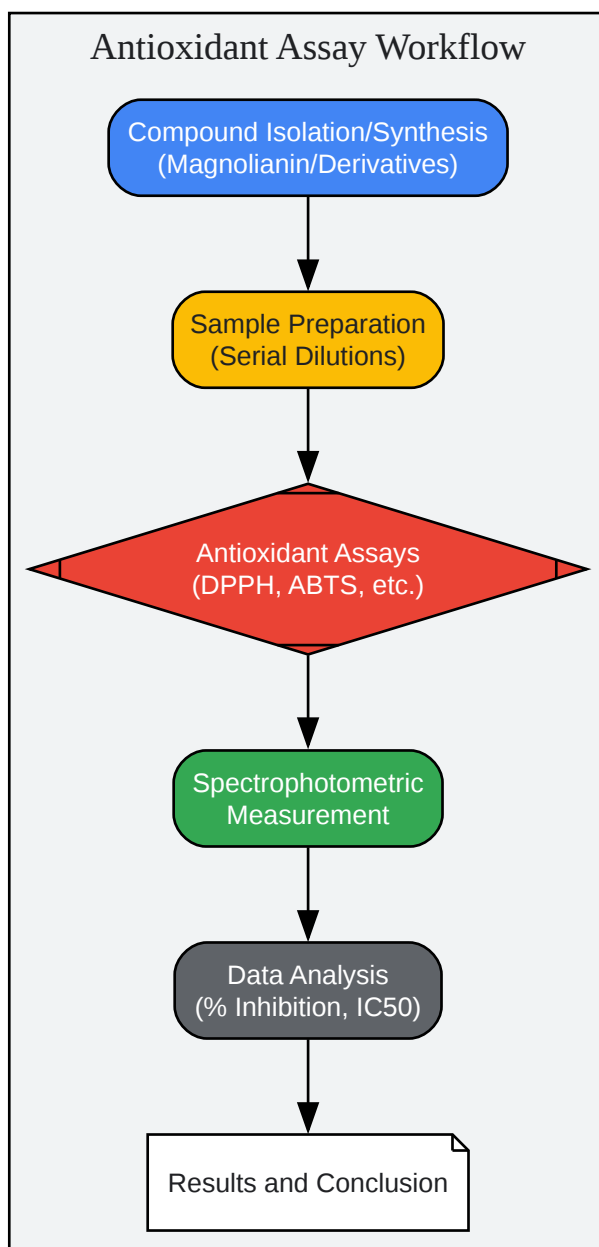 Antioxidant Assay Workflow
Compound Isolation/Synthesis
(Magnolianin/Derivatives)
Sample Preparation
(Serial Dilutions)
Antioxidant Assays
(DPPH, ABTS, etc.)
Spectrophotometric
Measurement
Data Analysis
(% Inhibition, IC50)
Results and Conclusion